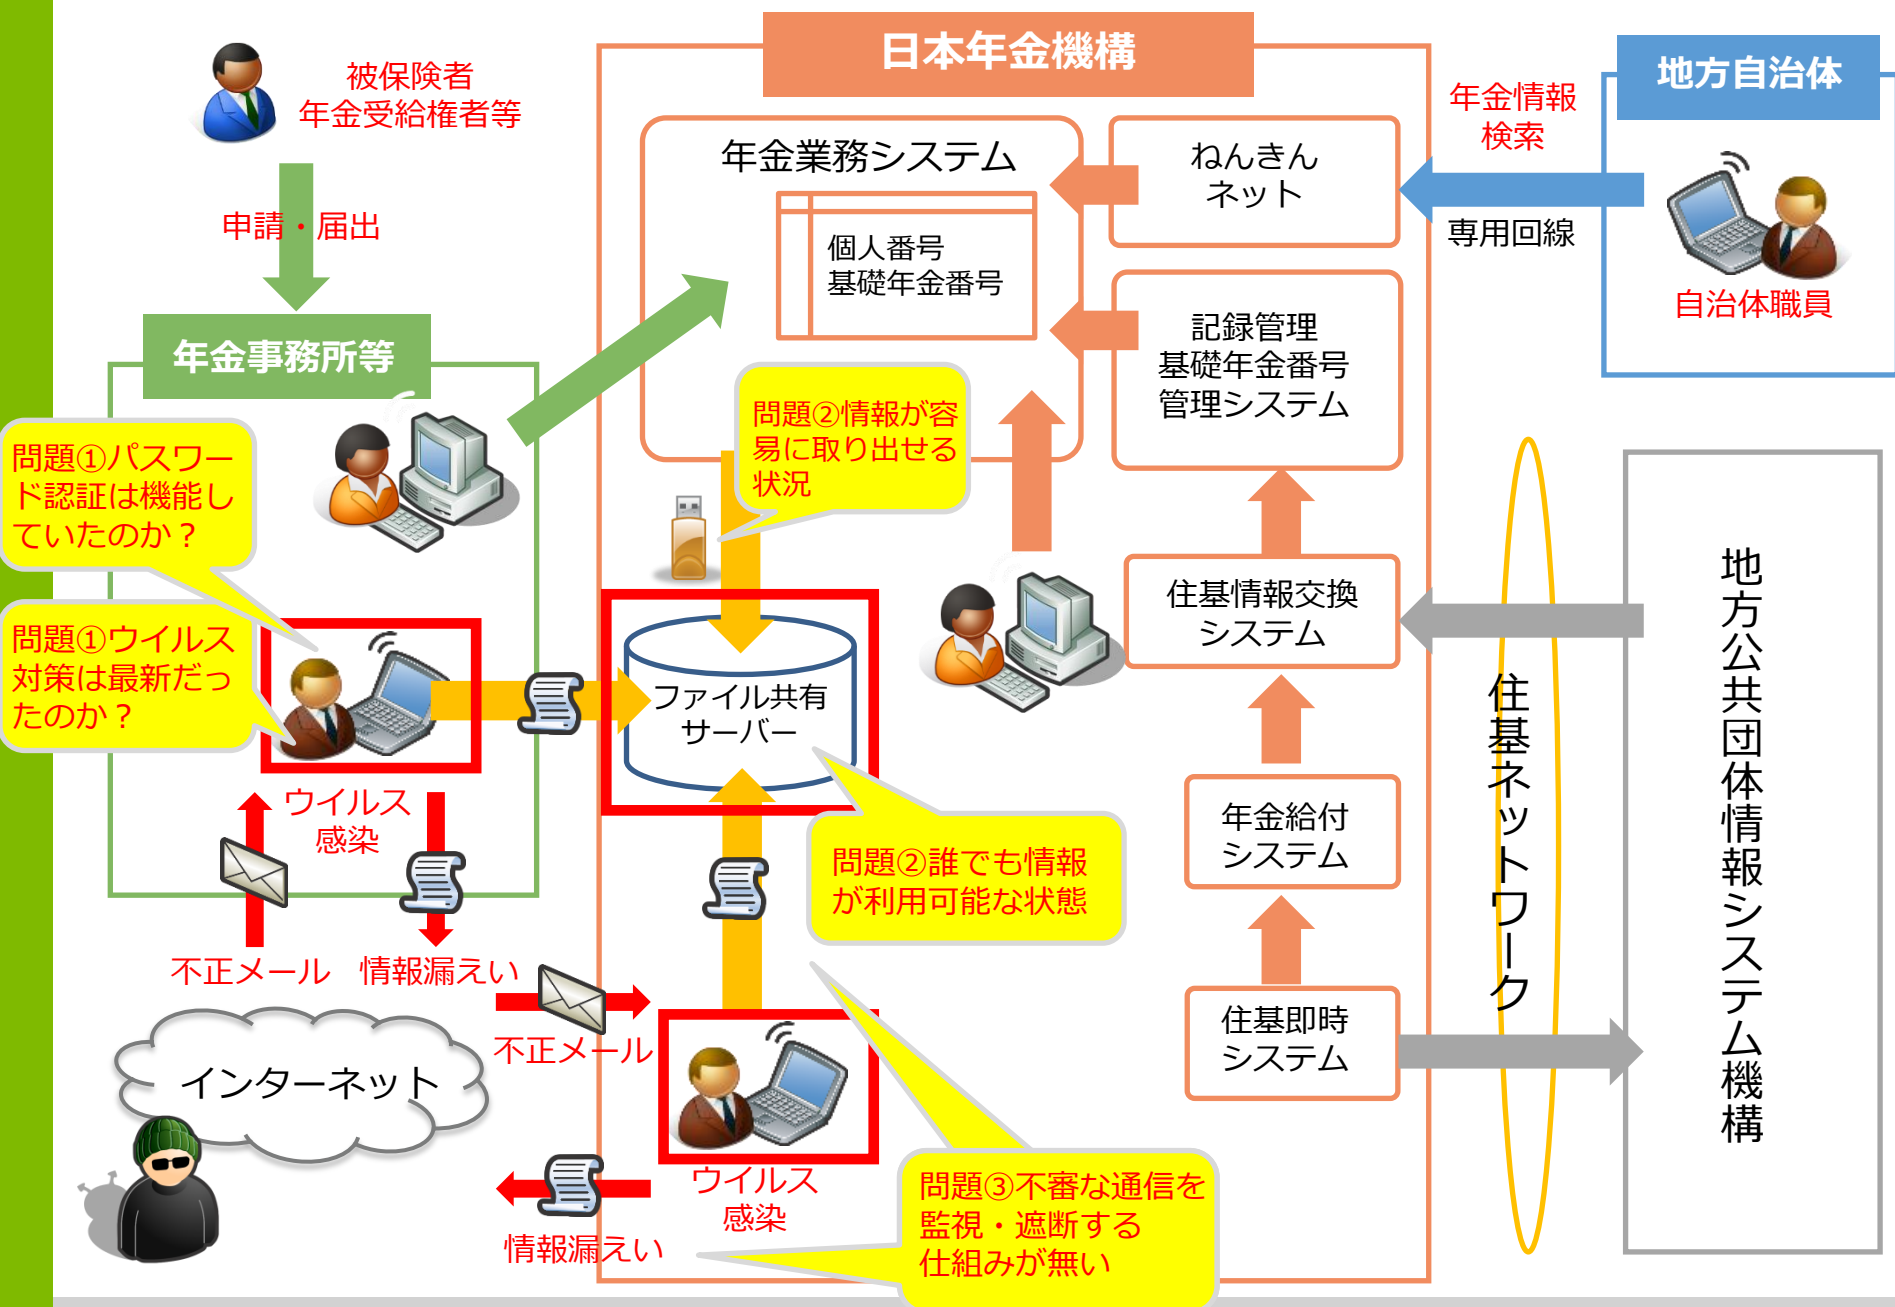 日本年金機構
地方自治体
被保険者
年金受給権者等
申請・届出
年金事務所等
年金業務システム
個人番号
基礎年金番号
ねんきん
ネット
年金情報
検索
専用回線
自治体職員
記録管理
基礎年金番号
管理システム
問題①パスワー
ド認証は機能し
ていたのか？
問題①ウイルス
対策は最新だっ
たのか？
問題②情報が容
易に取り出せる
状況
ファイル共有
サーバー
住基情報交換
システム
年金給付
システム
住基即時
システム
住基ネットワーク
地方公共団体情報システム機構
ウイルス
感染
問題②誰でも情報
が利用可能な状態
不正メール
情報漏えい
不正メール
インターネット
ウイルス
感染
情報漏えい
問題③不審な通信を
監視・遮断する
仕組みが無い